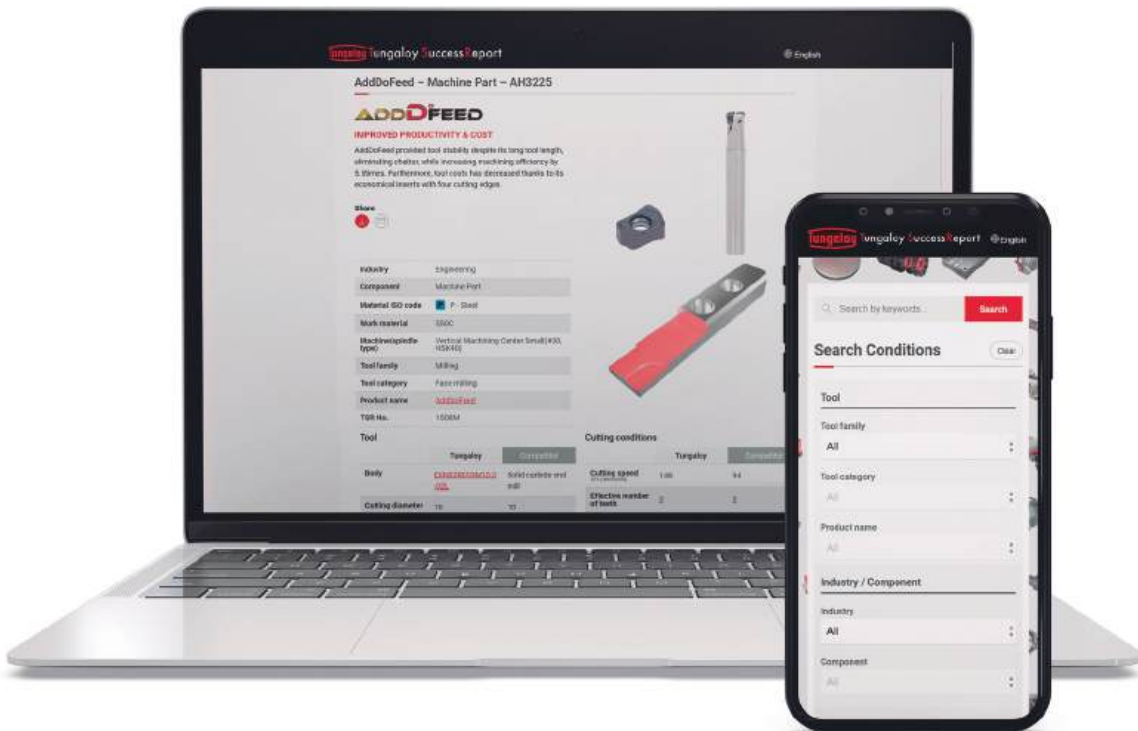 Tungaloy Tungaloy SuccessReport
English
AddDoFeed – Machine Part – AH3225
ADDDOFEED
IMPROVED PRODUCTIVITY & COST
AddDoFeed provided tool stability despite its long tool length,
eliminating chatter, while increasing machining efficiency by
times. Furthermore, tool costs has decreased thanks to its
economical inserts with four cutting edges.
Share
Industry Engineering
Component Machine Part
Material ISO code P P - Steel
Work material S50C
Machine(spindle type) Vertical Machining Center Small(#30, HSK40)
Tool family Milling
Tool category Face milling
Product name AddDoFeed
TSR No.
Tool
Tungaloy Competitor
Body Solid carbide end mill
Cutting diameter 10 10
Cutting conditions
Tungaloy Competitor
Cutting speed 94
Effective number of teeth 2 2
Tungaloy Tungaloy SuccessReport English
Search by keywords... Search
Search Conditions Clear
Tool
Tool family
All
Tool category
All
Product name
All
Industry / Component
Industry
All
Component
All